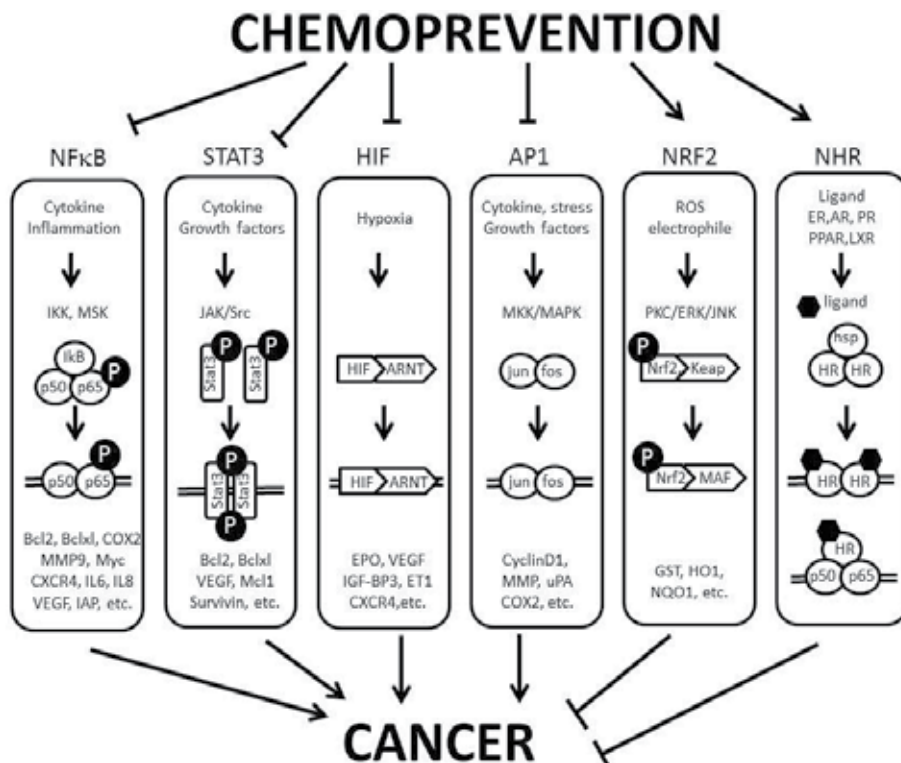 CHEMOPREVENTION
NFκB
Cytokine
Inflammation
IKK, MSK
IkB
p50 p65 P
P
p50 p65
Bcl2, Bclxl, COX2
MMP9, Myc
CXCR4, IL6, IL8
VEGF, IAP, etc.
STAT3
Cytokine
Growth factors
JAK/Src
P P
Stat3 Stat3
P
Stat3 Stat3
P
Bcl2, Bclxl
VEGF, Mcl1
Survivin, etc.
HIF
Hypoxia
HIF ARNT
HIF ARNT
EPO, VEGF
IGF-BP3, ET1
CXCR4,etc.
AP1
Cytokine, stress
Growth factors
MKK/MAPK
jun fos
jun fos
CyclinD1,
MMP, uPA
COX2, etc.
NRF2
ROS
electrophile
PKC/ERK/JNK
P
Nrf2 Keap
P
Nrf2 MAF
GST, HO1,
NQO1, etc.
NHR
Ligand
ER,AR, PR
PPAR,LXR
ligand
hsp
HR HR
HR HR
HR
p50 p65
CANCER